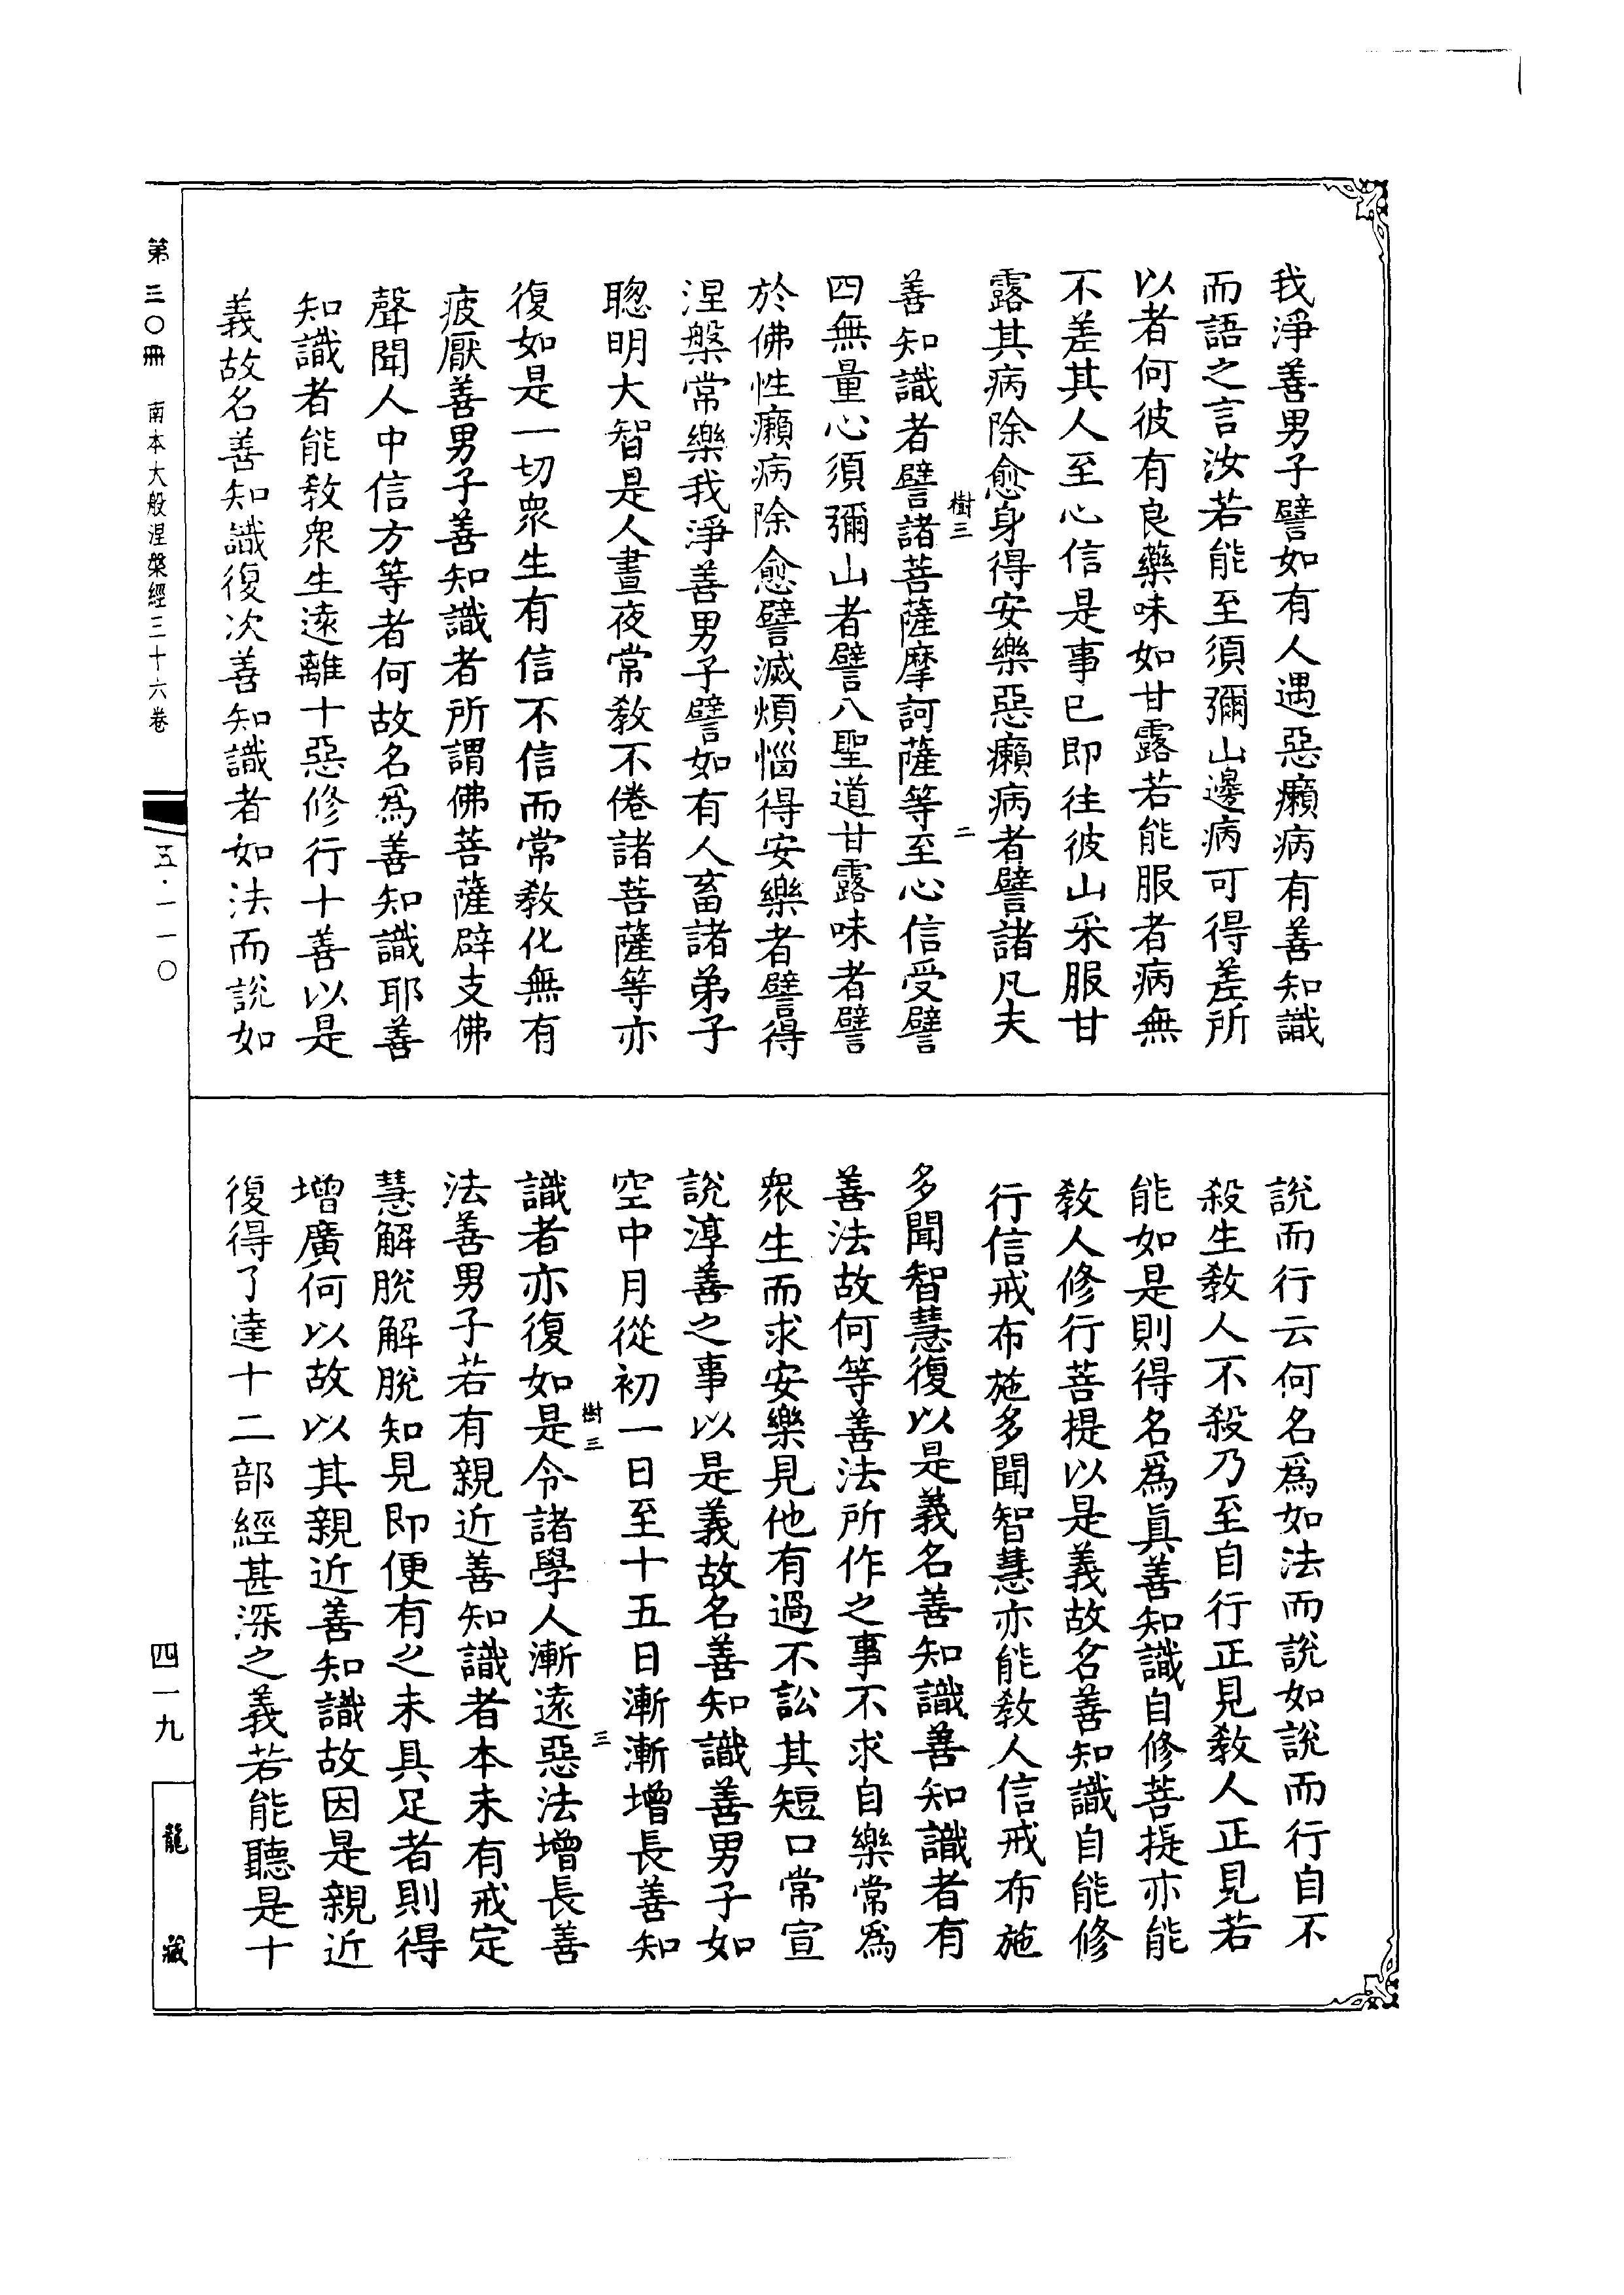 我淨善男子譬如有人遇惡癩病有善知識
而語之言汝若能至須彌山邊病可得差所
以者何彼有良藥味如甘露若能服者病無
不差其人至心信是事已即往彼山采服甘
露其病除愈身得安樂惡癩病者譬諸凡夫
樹三
二
善知識者譬諸菩薩摩訶薩等至心信受譬
四無量心須彌山者譬八聖道甘露味者譬
於佛性癩病除愈譬滅煩惱得安樂者譬得
涅槃常樂我淨善男子譬如有人畜諸弟子
聰明大智是人晝夜常教不倦諸菩薩等亦
復如是一切衆生有信不信而常教化無有
疲厭善男子善知識者所謂佛菩薩辟支佛
聲聞人中信方等者何故名爲善知識耶善
知識者能教衆生遠離十惡修行十善以是
義故名善知識復次善知識者如法而說如
說而行云何名爲如法而說如說而行自不
殺生教人不殺乃至自行正見教人正見若
能如是則得名爲眞善知識自修菩提亦能
教人修行菩提以是義故名善知識自能修
行信戒布施多聞智慧亦能教人信戒布施
多聞智慧復以是義名善知識善知識者有
善法故何等善法所作之事不求自樂常爲
衆生而求安樂見他有過不訟其短口常宣
說淳善之事以是義故名善知識善男子如
空中月從初一日至十五日漸漸增長善知
樹三
三
識者亦復如是令諸學人漸遠惡法增長善
法善男子若有親近善知識者本未有戒定
慧解脫解脫知見即便有之未具足者則得
增廣何以故以其親近善知識故因是親近
復得了達十二部經甚深之義若能聽是十
第三〇冊 南本大般涅槃經三十六卷
五·一一〇
四一九
龍藏